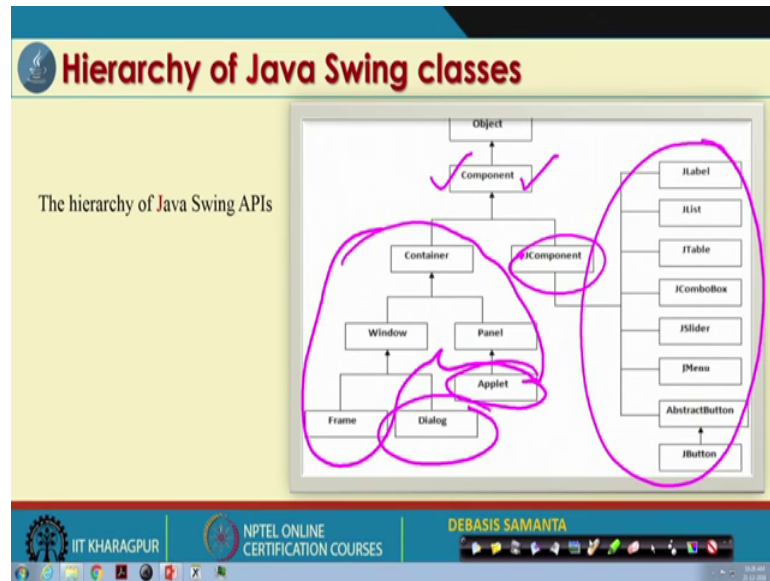 Hierarchy of Java Swing classes
The hierarchy of Java Swing APIs
Object
Component
Container
JComponent
Window
Panel
Applet
Frame
Dialog
JLabel
JList
JTable
JComboBox
JSlider
JMenu
AbstractButton
JButton
IIT KHARAGPUR
NPTEL ONLINE
CERTIFICATION COURSES
DEBASIS SAMANTA